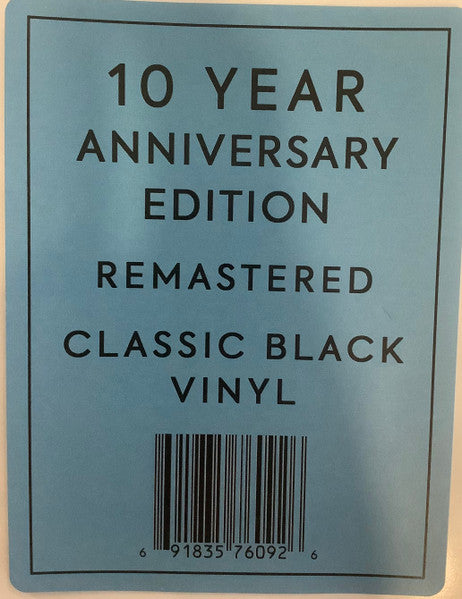 10 YEAR
ANNIVERSARY
EDITION
REMASTERED
CLASSIC BLACK
VINYL
6 91835 76092 6